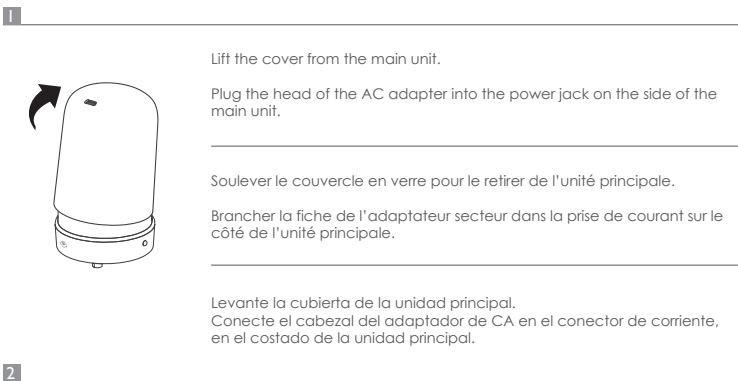 1
Lift the cover from the main unit.
Plug the head of the AC adapter into the power jack on the side of the
main unit.
Soulever le couvercle en verre pour le retirer de l’unité principale.
Brancher la fiche de l’adaptateur secteur dans la prise de courant sur le
côté de l’unité principale.
Levante la cubierta de la unidad principal.
Conecte el cabezal del adaptador de CA en el conector de corriente,
en el costado de la unidad principal.
2